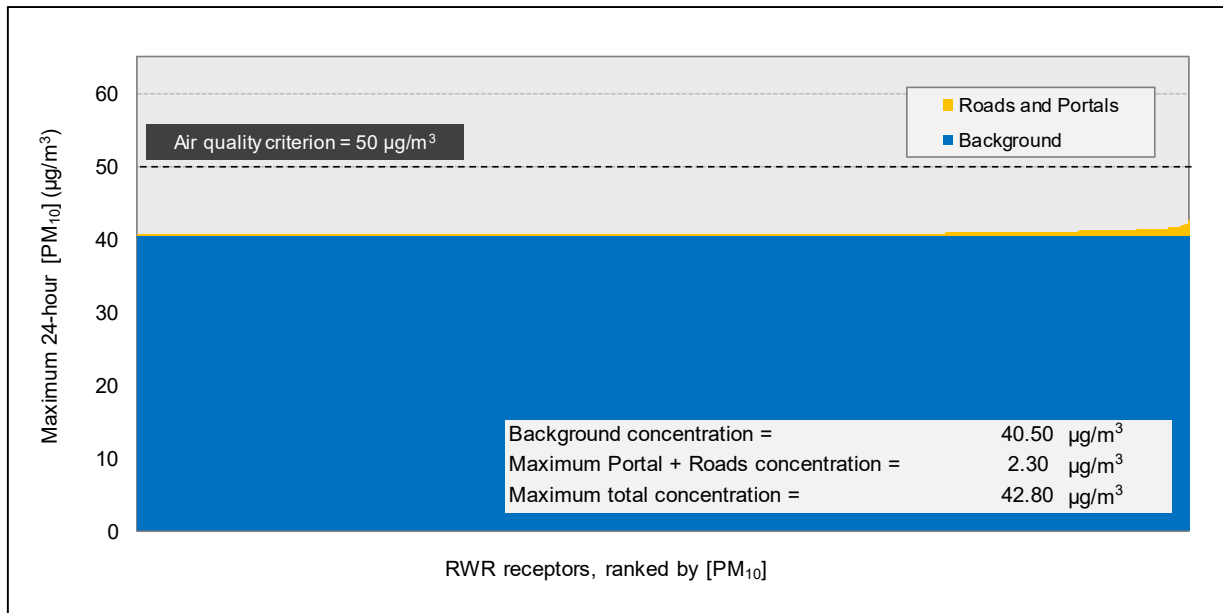 Maximum 24-hour [PM₁₀] (µg/m³)
60
50
40
30
20
10
0
Air quality criterion = 50 µg/m³
Roads and Portals
Background
Background concentration = 40.50 µg/m³
Maximum Portal + Roads concentration = 2.30 µg/m³
Maximum total concentration = 42.80 µg/m³
RWR receptors, ranked by [PM₁₀]